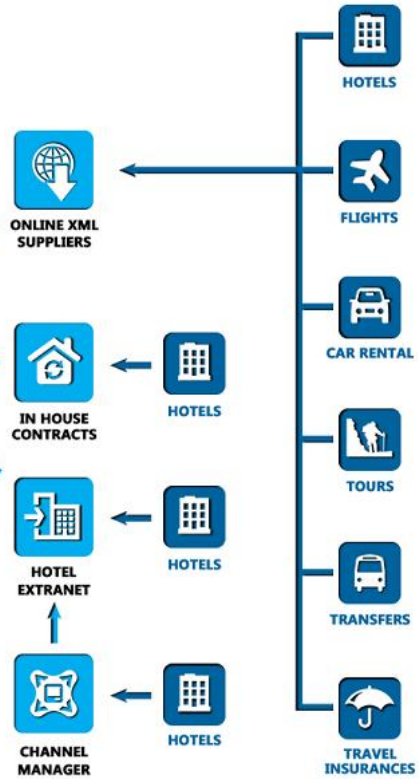 HOTELS
ONLINE XML
SUPPLIERS
FLIGHTS
CAR RENTAL
IN HOUSE
CONTRACTS
HOTELS
TOURS
HOTEL
EXTRANET
HOTELS
TRANSFERS
CHANNEL
MANAGER
HOTELS
TRAVEL
INSURANCES